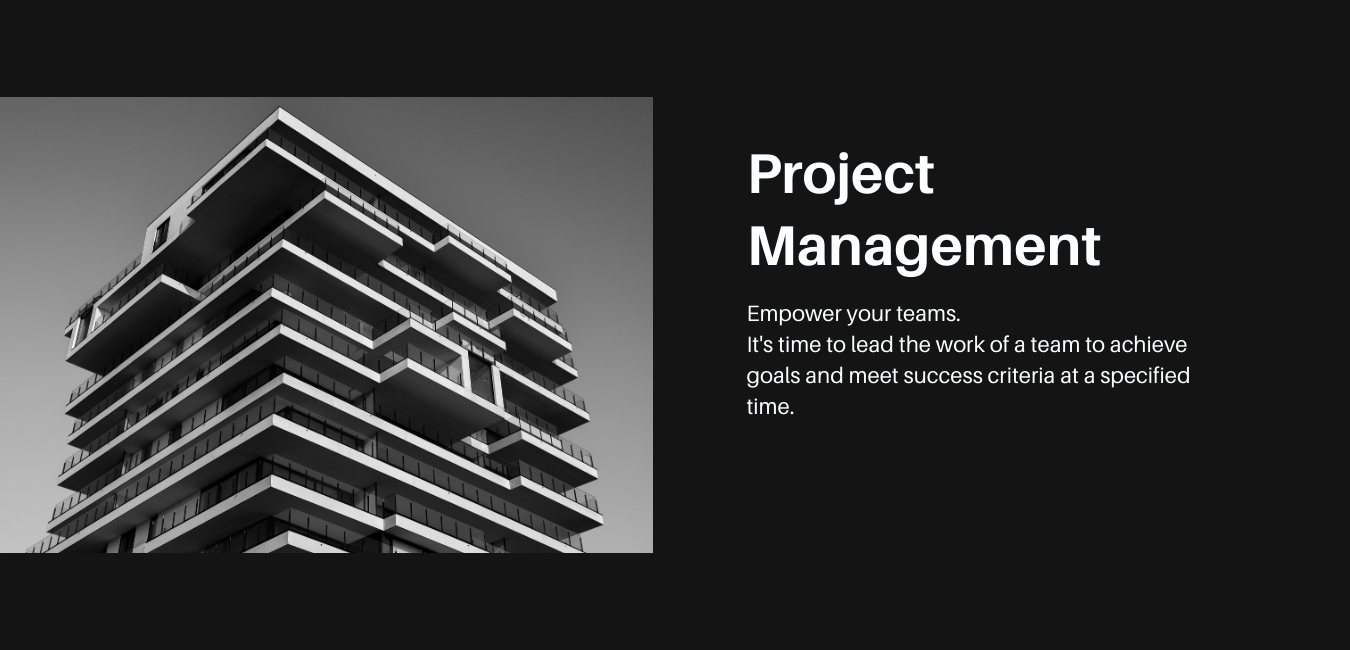 Project
Management
Empower your teams.
It's time to lead the work of a team to achieve
goals and meet success criteria at a specified
time.